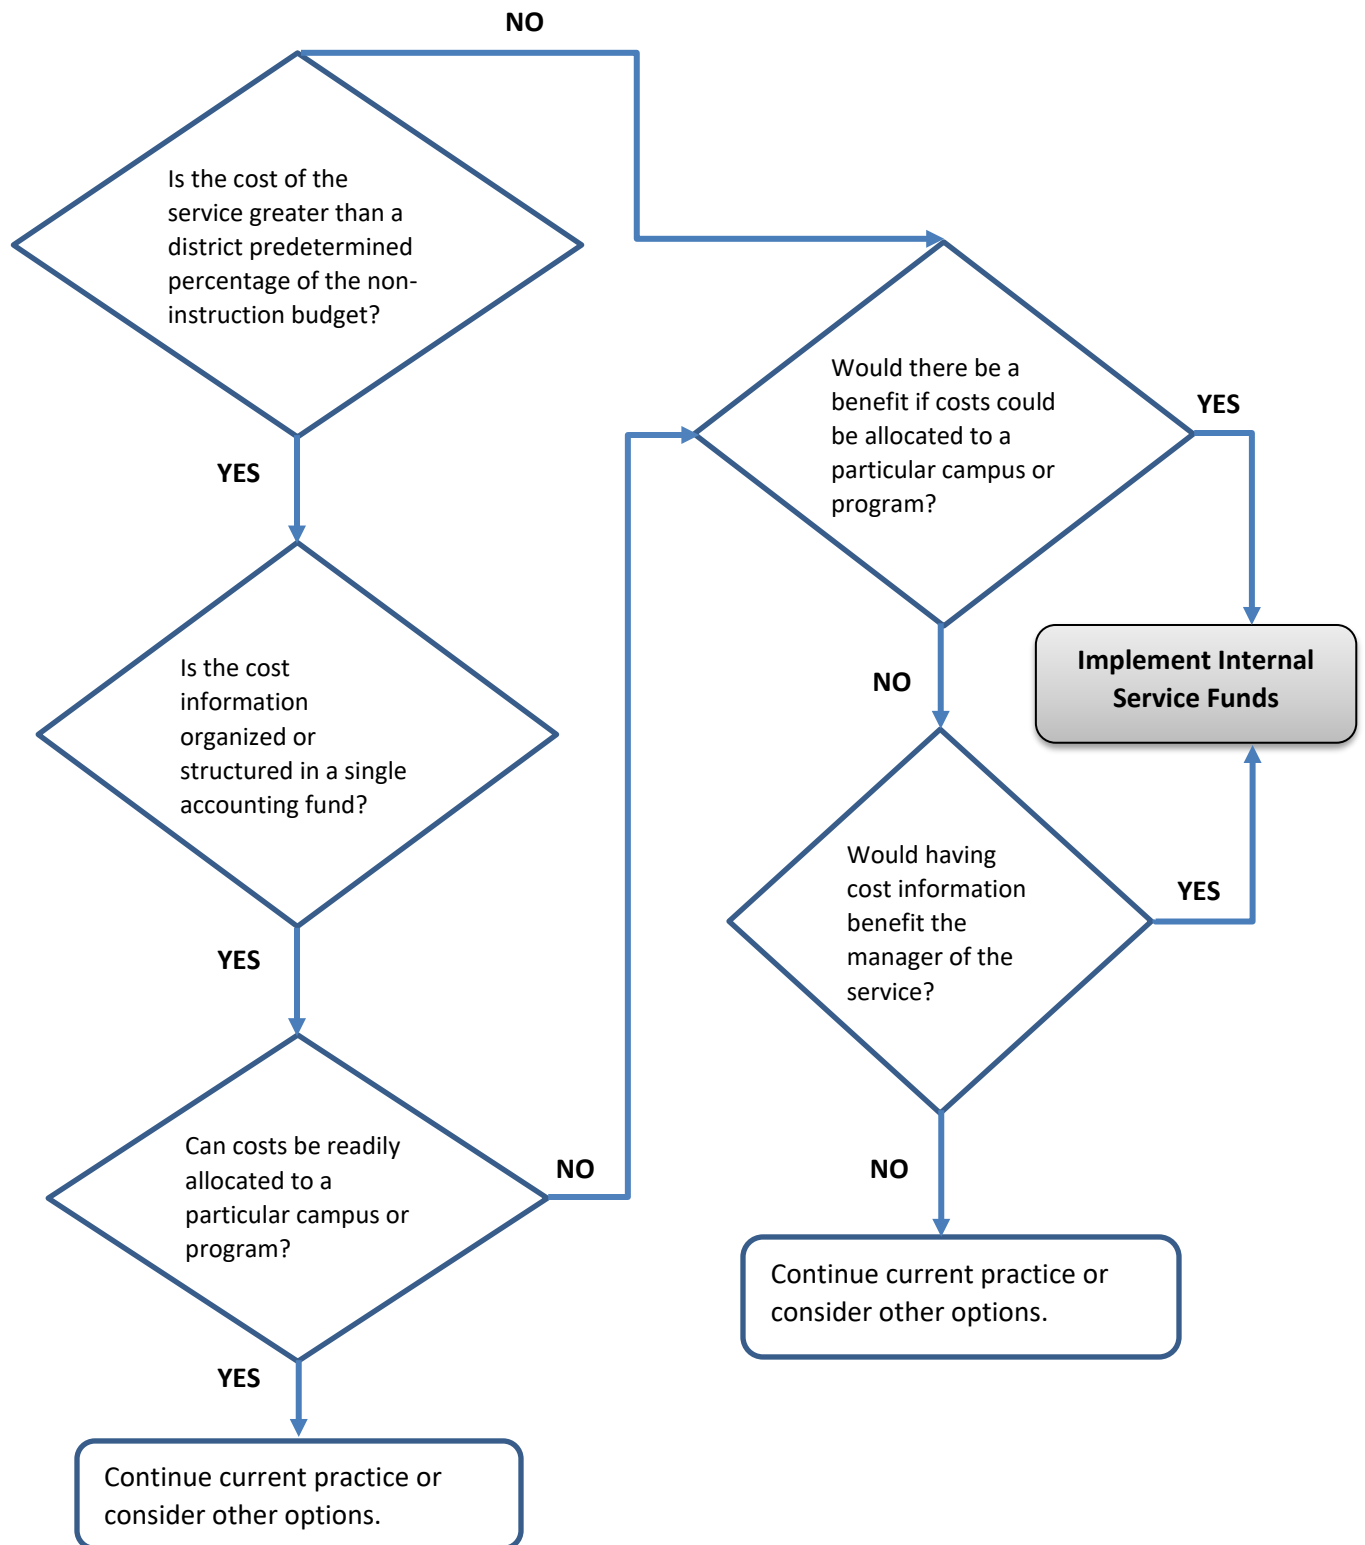 NO
Is the cost of the
service greater than a
district predetermined
percentage of the non-
instruction budget?
YES
Is the cost
information
organized or
structured in a single
accounting fund?
YES
Can costs be readily
allocated to a
particular campus or
program?
NO
YES
Continue current practice or
consider other options.
Would there be a
benefit if costs could
be allocated to a
particular campus or
program?
YES
NO
Implement Internal
Service Funds
Would having
cost information
benefit the
manager of the
service?
YES
NO
Continue current practice or
consider other options.